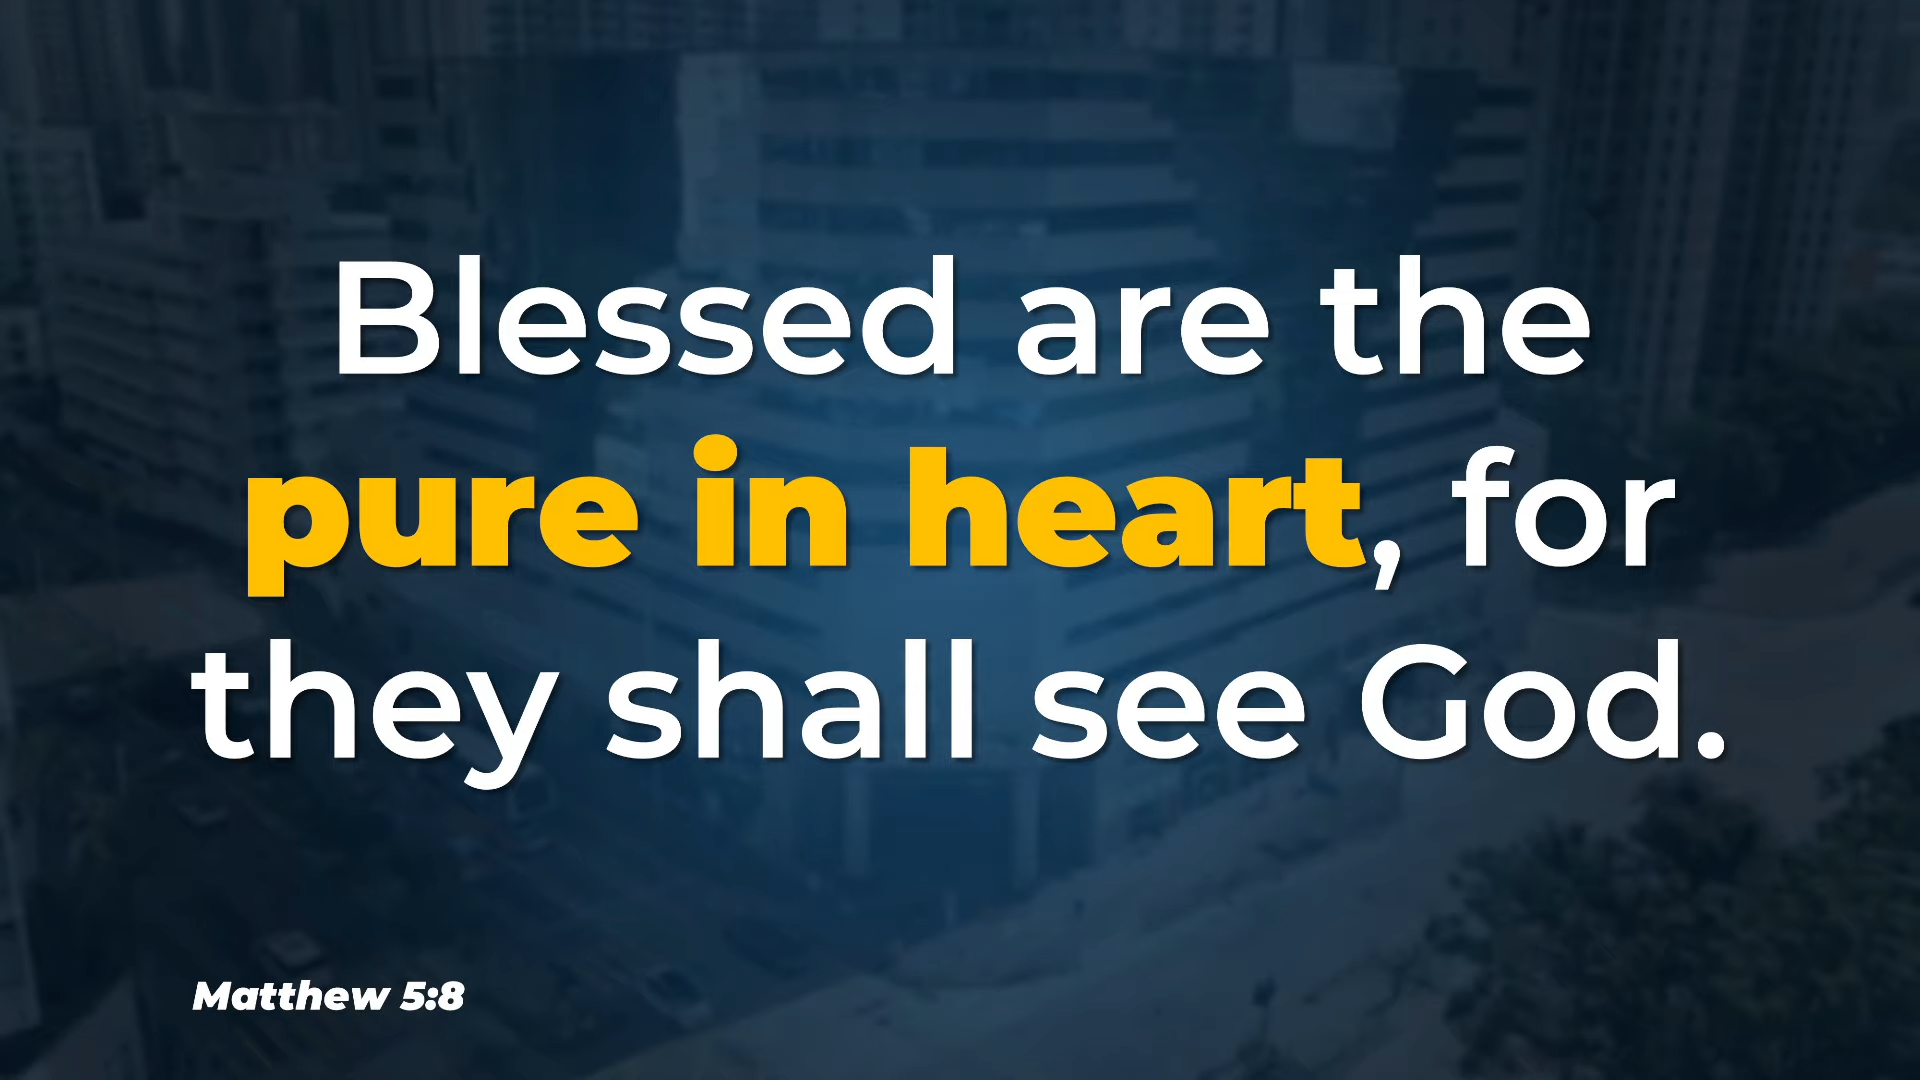 Blessed are the
pure in heart, for
they shall see God.
Matthew 5:8